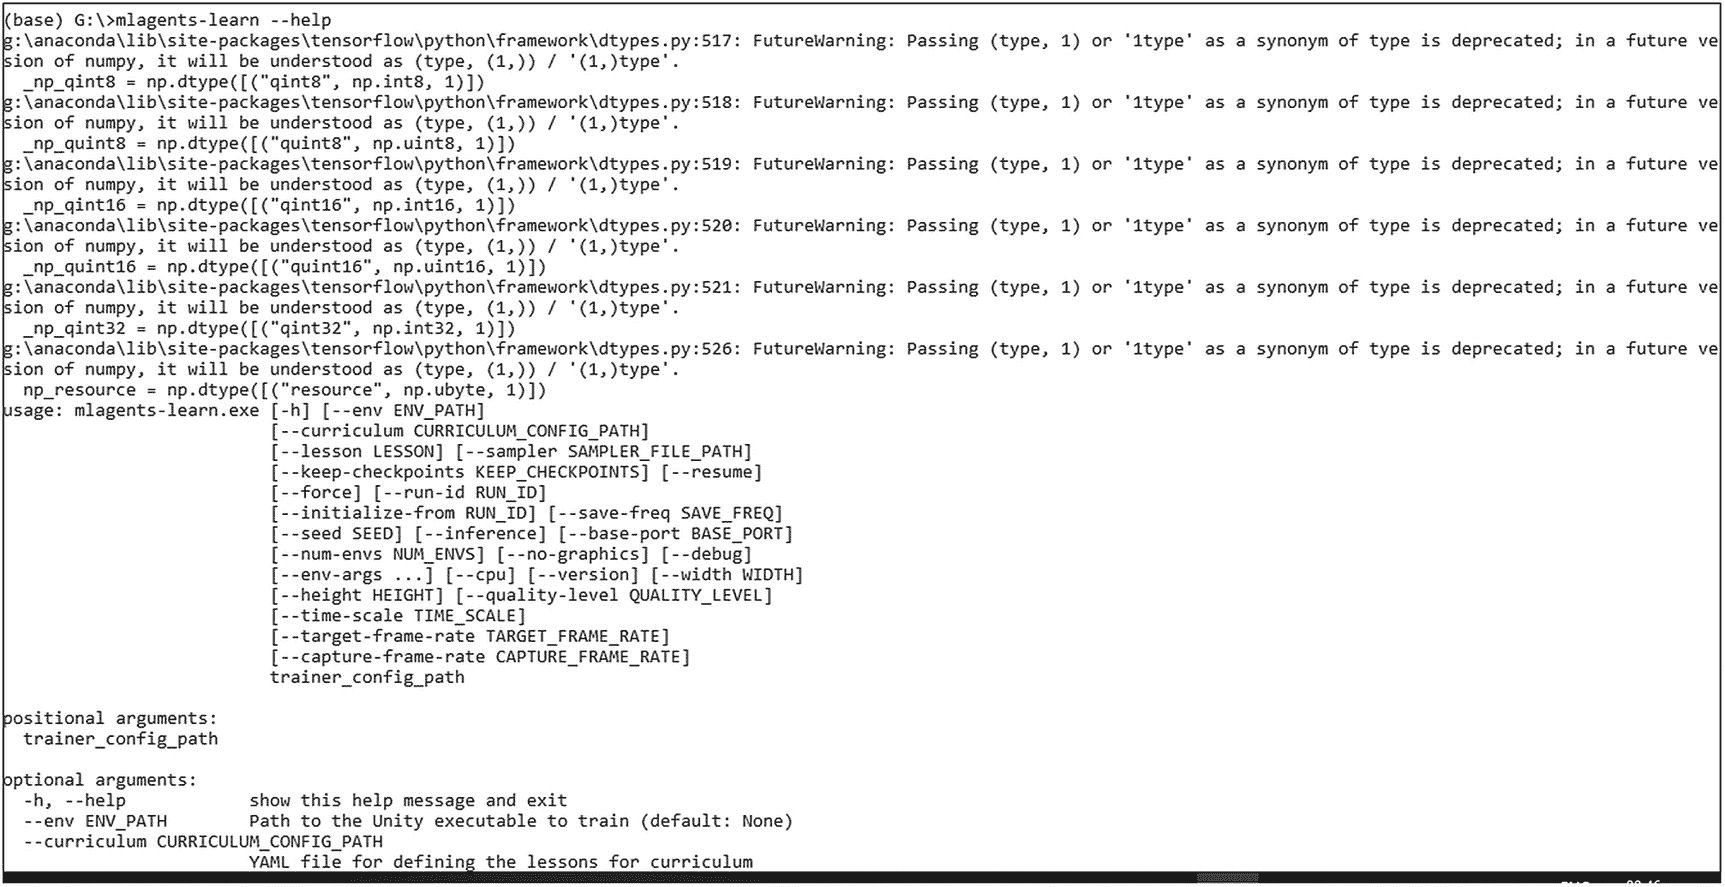 (base) G:\>mlagents-learn --help
g:\anaconda\lib\site-packages\tensorflow\python\framework\dtypes.py:517: FutureWarning: Passing (type, 1) or '1type' as a synonym of type is deprecated; in a future ve
sion of numpy, it will be understood as (type, (1,)) / '(1,)type'.
  _np_qint8 = np.dtype([("qint8", np.int8, 1)])
g:\anaconda\lib\site-packages\tensorflow\python\framework\dtypes.py:518: FutureWarning: Passing (type, 1) or '1type' as a synonym of type is deprecated; in a future ve
sion of numpy, it will be understood as (type, (1,)) / '(1,)type'.
  _np_quint8 = np.dtype([("quint8", np.uint8, 1)])
g:\anaconda\lib\site-packages\tensorflow\python\framework\dtypes.py:519: FutureWarning: Passing (type, 1) or '1type' as a synonym of type is deprecated; in a future ve
sion of numpy, it will be understood as (type, (1,)) / '(1,)type'.
  _np_qint16 = np.dtype([("qint16", np.int16, 1)])
g:\anaconda\lib\site-packages\tensorflow\python\framework\dtypes.py:520: FutureWarning: Passing (type, 1) or '1type' as a synonym of type is deprecated; in a future ve
sion of numpy, it will be understood as (type, (1,)) / '(1,)type'.
  _np_quint16 = np.dtype([("quint16", np.uint16, 1)])
g:\anaconda\lib\site-packages\tensorflow\python\framework\dtypes.py:521: FutureWarning: Passing (type, 1) or '1type' as a synonym of type is deprecated; in a future ve
sion of numpy, it will be understood as (type, (1,)) / '(1,)type'.
  _np_qint32 = np.dtype([("qint32", np.int32, 1)])
g:\anaconda\lib\site-packages\tensorflow\python\framework\dtypes.py:526: FutureWarning: Passing (type, 1) or '1type' as a synonym of type is deprecated; in a future ve
sion of numpy, it will be understood as (type, (1,)) / '(1,)type'.
  np_resource = np.dtype([("resource", np.ubyte, 1)])
usage: mlagents-learn.exe [-h] [--env ENV_PATH]
                          [--curriculum CURRICULUM_CONFIG_PATH]
                          [--lesson LESSON] [--sampler SAMPLER_FILE_PATH]
                          [--keep-checkpoints KEEP_CHECKPOINTS] [--resume]
                          [--force] [--run-id RUN_ID]
                          [--initialize-from RUN_ID] [--save-freq SAVE_FREQ]
                          [--seed SEED] [--inference] [--base-port BASE_PORT]
                          [--num-envs NUM_ENVS] [--no-graphics] [--debug]
                          [--env-args ...] [--cpu] [--version] [--width WIDTH]
                          [--height HEIGHT] [--quality-level QUALITY_LEVEL]
                          [--time-scale TIME_SCALE]
                          [--target-frame-rate TARGET_FRAME_RATE]
                          [--capture-frame-rate CAPTURE_FRAME_RATE]
                          trainer_config_path

positional arguments:
  trainer_config_path

optional arguments:
  -h, --help            show this help message and exit
  --env ENV_PATH        Path to the Unity executable to train (default: None)
  --curriculum CURRICULUM_CONFIG_PATH
                        YAML file for defining the lessons for curriculum